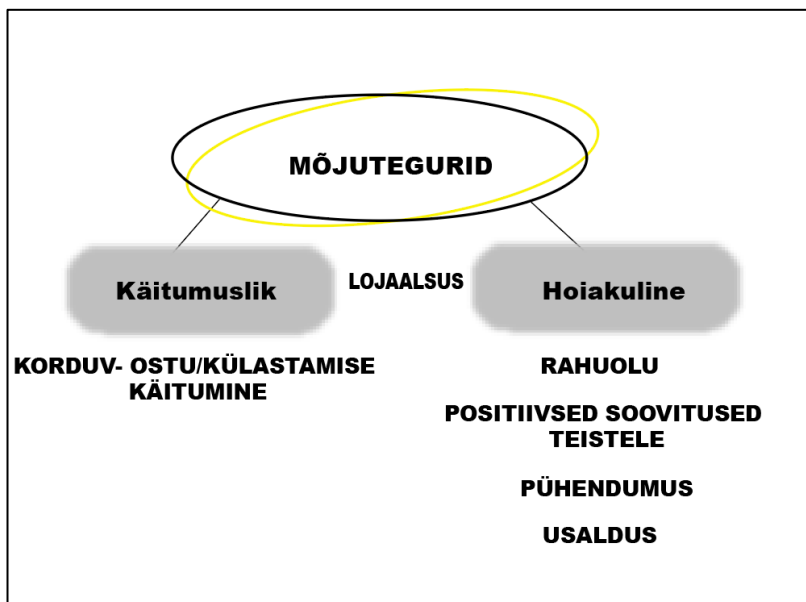 MÕJUTEGURID
Käitumuslik
LOJAALSUS
Hoiakuline
KORDUV- OSTU/KÜLASTAMISE
KÄITUMINE
RAHUOLU
POSITIIVSED SOOVITUSED
TEISTELE
PÜHENDUMUS
USALDUS